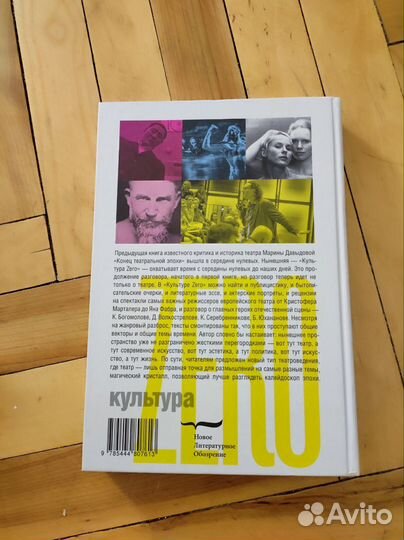 Предыдущая книга известного критика и историка театра Марины Давыдовой
«Конец театральной эпохи» вышла в середине нулевых. Нынешняя — «Куль-
тура Zero» — охватывает время с середины нулевых до наших дней. Это про-
должение разговора, начатого в первой книге, но разговор теперь идет не
только о театре. В «Культуре Zero» можно найти и публицистику, и бытопи-
сательские очерки, и литературные эссе, и актерские портреты, и рецензии
на спектакли самых важных режиссеров европейского театра от Кристофера
Марталера до Яна Фабра, и разговор о главных героях отечественной сцены —
К. Богомолове, Д. Волкострелове, К. Серебренникове, Б. Юхананове. Несмотря
на жанровый разброс, тексты смонтированы так, что в них проступают общие
векторы и общие темы времени. Автор словно бы настаивает: нынешнее про-
странство уже не разграничено жесткими перегородками — вот тут театр, а
тут современное искусство, вот тут эстетика, а тут политика, вот тут искус-
ство, а тут жизнь. По сути, читателям предложен новый тип театроведения,
где театр — лишь отправная точка для размышлений на самые разные темы,
магический кристалл, позволяющий лучше разглядеть калейдоскоп эпохи.
культура
zero
Новое
Литературное
Обозрение
9 785444 807613
Avito